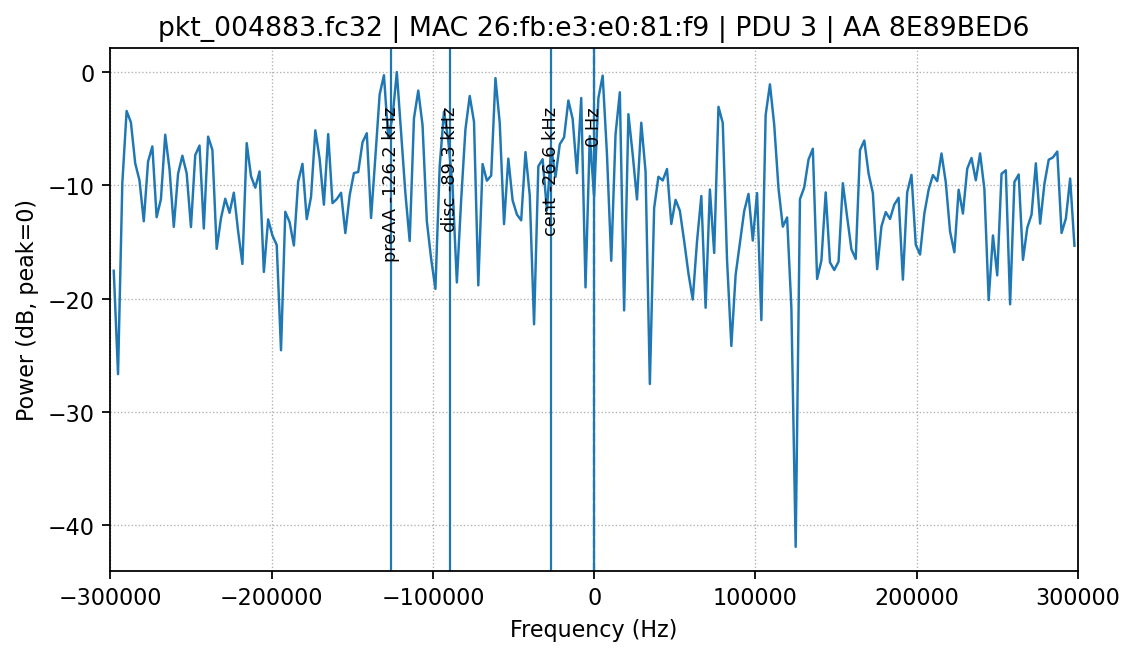 pkt_004883.fc32 | MAC 26:fb:e3:e0:81:f9 | PDU 3 | AA 8E89BED6
Power (dB, peak=0)
0
−10
−20
−30
−40
preAA -126.2 kHz
disc -89.3 kHz
cent -26.6 kHz
0 Hz
−300000
−200000
−100000
0
100000
200000
300000
Frequency (Hz)